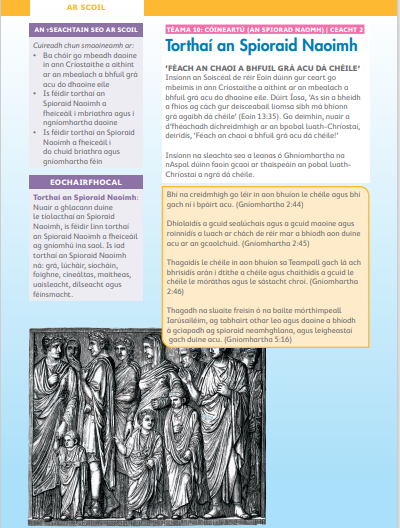 AR SCOIL
AN tSEACHTAIN SEO AR SCOIL
Cuireadh chun smaoineamh ar:
• Ba chóir go mbeadh daoine
in ann Críostaithe a aithint
ar an mbealach a bhfuil grá
acu do dhaoine eile
• Is féidir torthaí an
Spioraid Naoimh a
fheiceáil i mbriathra agus i
ngníomhartha daoine
• Is féidir torthaí an Spioraid
Naoimh a fheiceáil i
do chuid briathra agus
gníomhartha féin
EOCHAIRFHOCAL
Torthaí an Spioraid Naoimh:
Nuair a ghlacann duine
le tíolacthaí an Spioraid
Naoimh, is féidir linn torthaí
an Spioraid Naoimh a fheiceáil
ag gníomhú ina saol. Is iad
torthaí an Spioraid Naoimh
ná: grá, lúcháir, síocháin,
foighne, cineáltas, maitheas,
uaisleacht, dílseacht agus
féinsmacht.
TÉAMA 10: CÓINEARTÚ (AN SPIORAD NAOMH) | CEACHT 2
Torthaí an Spioraid Naoimh
‘FÉACH AN CHAOI A BHFUIL GRÁ ACU DÁ CHÉILE’
Insíonn an Soiscéal de réir Eoin dúinn gur ceart go
mbeimis in ann Críostaithe a aithint ar an mbealach a
bhfuil grá acu do dhaoine eile. Dúirt Íosa, ‘As sin a bheidh
a fhios ag cách gur deisceabail liomsa sibh má bhíonn
grá agaibh dá chéile’ (Eoin 13:35). Go deimhin, nuair a
d’fhéachadh díchreidmhigh ar an bpobal luath-Chríostaí,
deiridís, ‘Féach an chaoi a bhfuil grá acu dá chéile!’
Insíonn na sleachta seo a leanas ó Ghníomhartha na
nAspal dúinn faoin gcaoi ar thaispeáin an pobal luath-
Chríostaí a ngrá dá chéile.
Bhí na creidmhigh go léir in aon bhuíon le chéile agus bhí
gach ní i bpáirt acu. (Gníomhartha 2:44)
Dhíolaidís a gcuid sealúchais agus a gcuid maoine agus
roinnidís a luach ar chách de réir mar a bhíodh aon duine
acu ar an gcaolchuid. (Gníomhartha 2:45)
Thagaidís le chéile in aon bhuíon sa Teampall gach lá ach
bhrisidís arán i dtithe a chéile agus chaithidís a gcuid le
chéile le móráthas agus le sástacht chroí. (Gníomhartha
2:46)
Thagadh na sluaite freisin ó na bailte mórthimpeall
Iarúsailéim, ag tabhairt othar leo agus daoine a bhíodh
á gciapadh ag spioraid neamhghlana, agus leigheastaí
gach duine acu. (Gníomhartha 5:16)